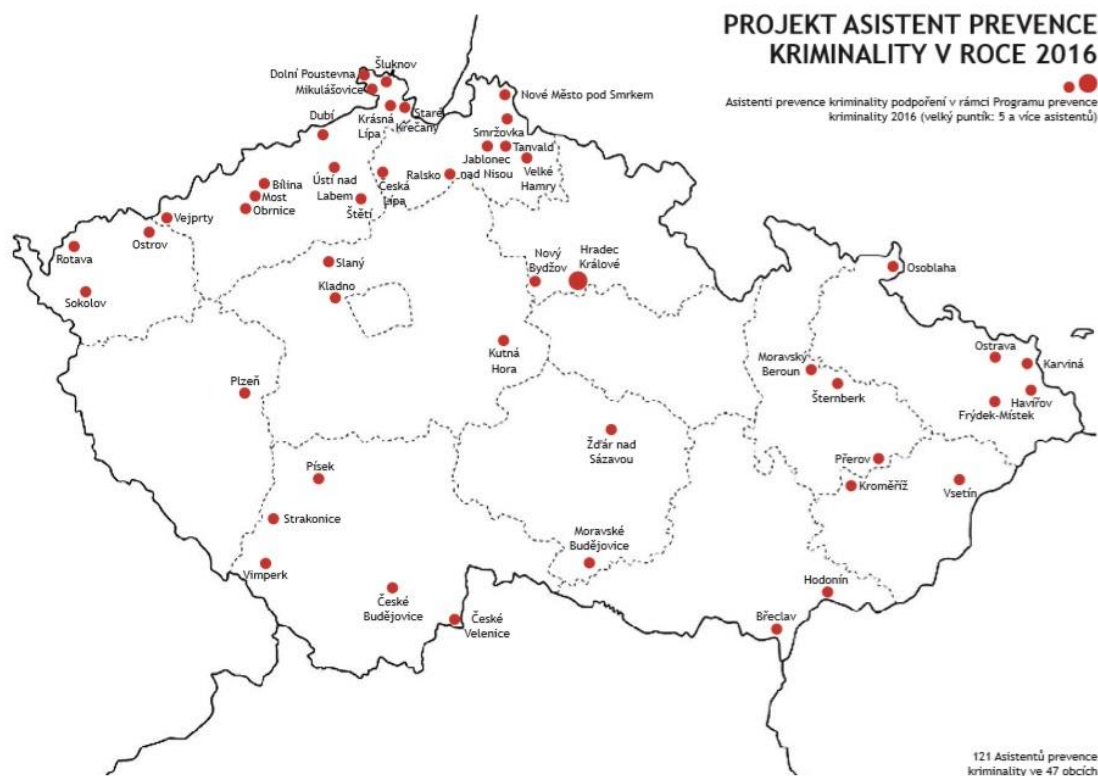 PROJEKT ASISTENT PREVENCE
KRIMINALITY V ROCE 2016
Asistenti prevence kriminality podpoření v rámci Programu prevence
kriminality 2016 (velký puntík: 5 a více asistentů)
Šluknov
Dolní Poustevna
Mikulášovice
Nové Město pod Smrkem
Dubí
Krásná
Lípa
Staré
Křečany
Smržovka
Tanvald
Jablonec
nad Nisou
Velké
Hamry
Ralsko
Česká
Lípa
Ústí nad
Labem
Štětí
Bílina
Most
Obrnice
Vejprty
Ostrov
Rotava
Sokolov
Slaný
Kladno
Nový
Bydžov
Hradec
Králové
Osoblaha
Kutná
Hora
Moravský
Beroun
Šternberk
Ostrava
Karviná
Havířov
Frýdek-Místek
Plzeň
Žďár nad
Sázavou
Přerov
Kroměříž
Vsetín
Písek
Strakonice
Vimperk
Moravské
Budějovice
České
Budějovice
České
Velenice
Hodonín
Břeclav
121 Asistentů prevence
kriminality ve 47 obcích